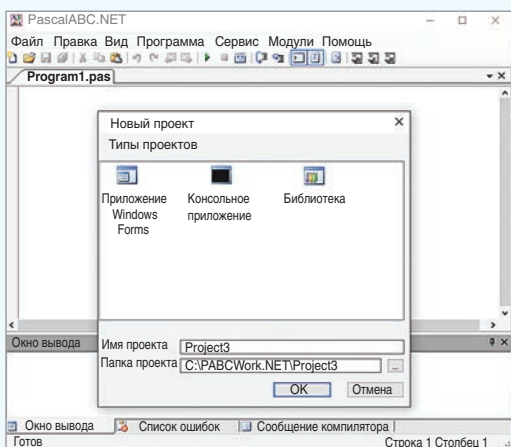 PascalABC.NET
Файл Правка Вид Программа Сервис Модули Помощь
Program1.pas
Новый проект
Типы проектов
Приложение Windows Forms
Консольное приложение
Библиотека
Имя проекта Project3
Папка проекта C:\PABCWork.NET\Project3 ...
OK Отмена
Окно вывода
Окно вывода Список ошибок Сообщение компилятора
Готов Строка 1 Столбец 1